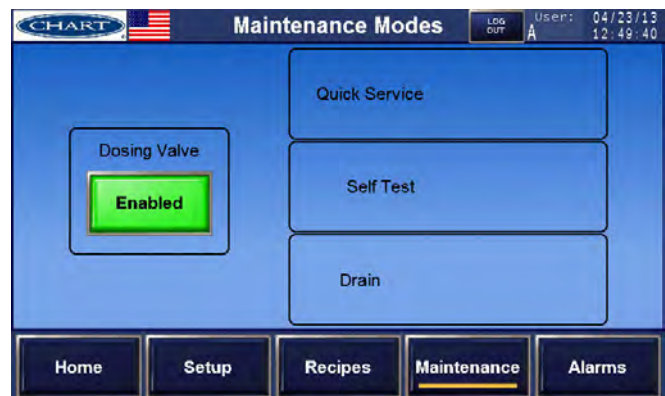 CHART
Maintenance Modes
LOG OUT
User: A
04/23/13
12:49:40
Dosing Valve
Enabled
Quick Service
Self Test
Drain
Home
Setup
Recipes
Maintenance
Alarms